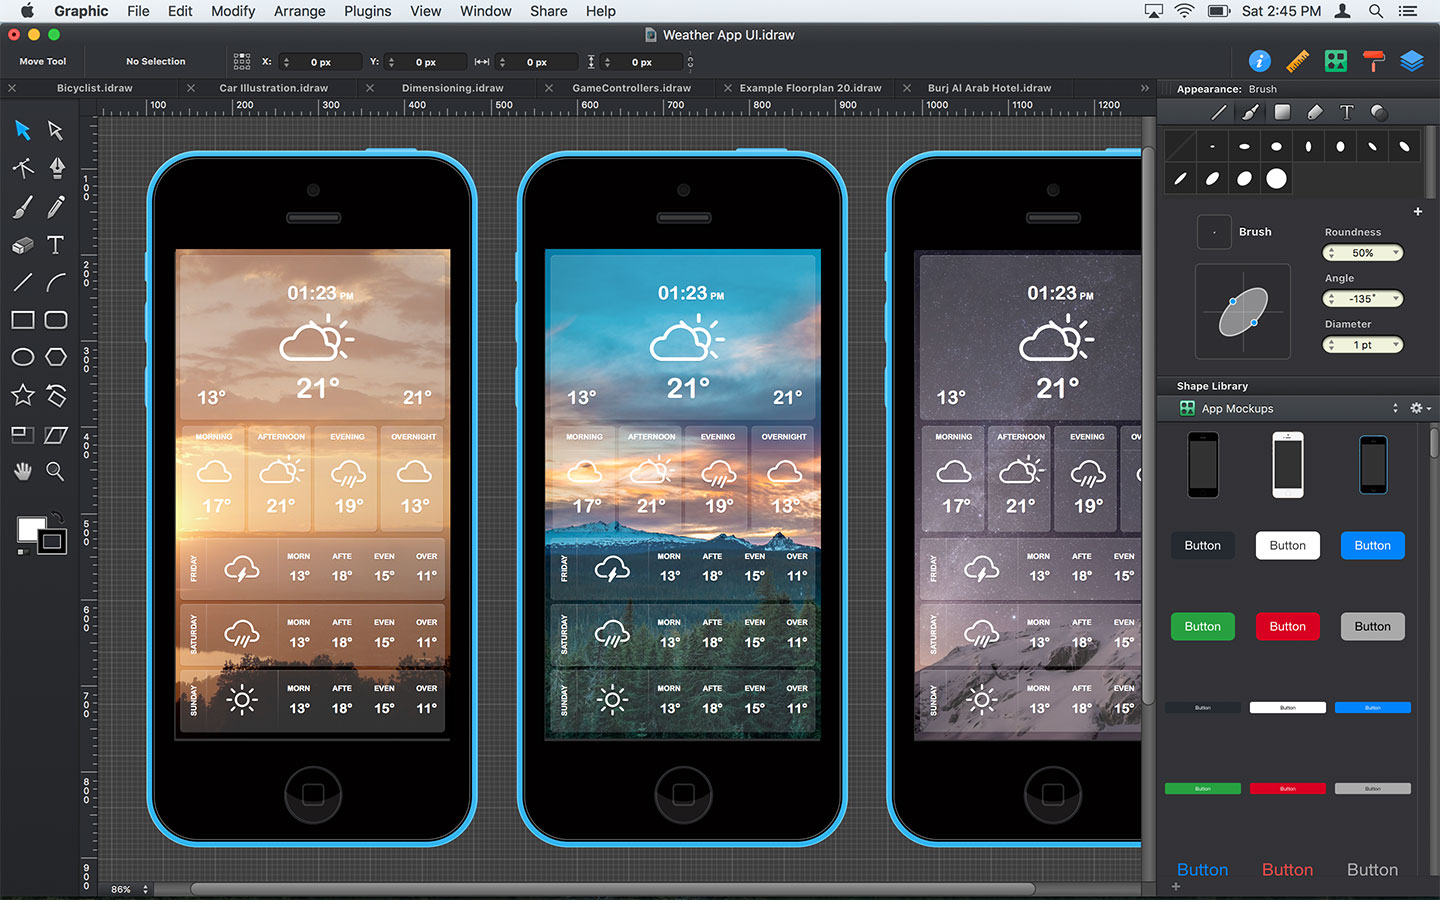 Graphic File Edit Modify Arrange Plugins View Window Share Help Sat 2:45 PM
Weather App UI.idraw
Move Tool No Selection X: 0 px Y: 0 px 0 px 0 px
Bicyclist.idraw Car Illustration.idraw Dimensioning.idraw GameControllers.idraw Example Floorplan 20.idraw Burj Al Arab Hotel.idraw »
100 200 300 400 500 600 700 800 900 1000 1100 1200
100
200
300
400
500
600
700
800
900
01:23 PM
21°
13° 21°
MORNING AFTERNOON EVENING OVERNIGHT
17° 21° 19° 13°
FRIDAY
MORN AFTE EVEN OVER
13° 18° 15° 11°
SATURDAY
MORN AFTE EVEN OVER
13° 18° 15° 11°
SUNDAY
MORN AFTE EVEN OVER
13° 18° 15° 11°
01:23 PM
21°
13° 21°
MORNING AFTERNOON EVENING OVERNIGHT
17° 21° 19° 13°
FRIDAY
MORN AFTE EVEN OVER
13° 18° 15° 11°
SATURDAY
MORN AFTE EVEN OVER
13° 18° 15° 11°
SUNDAY
MORN AFTE EVEN OVER
13° 18° 15° 11°
01:23 PM
21°
13°
MORNING AFTERNOON EVENING
17° 21° 19°
FRIDAY
MORN AFTE EVEN
13° 18° 15°
SATURDAY
MORN AFTE EVEN
13° 18° 15°
SUNDAY
MORN AFTE EVEN
13° 18° 15°
86%
Appearance: Brush
T
+
Brush
Roundness
50%
Angle
-135°
Diameter
1 pt
Shape Library
App Mockups
Button Button Button
Button Button Button
Button Button Button
Button Button Button
Button Button Button
+